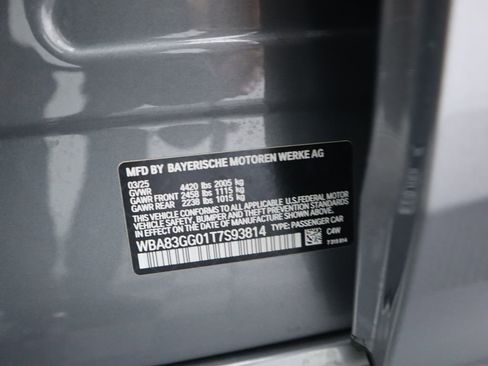 MFD BY BAYERISCHE MOTOREN WERKE AG
03/25
GVWR 4420 lbs 2005 kg
GAWR FRONT 2458 lbs 1115 kg
GAWR REAR 2238 lbs 1015 kg
THIS VEHICLE CONFORMS TO ALL APPLICABLE U.S.FEDERAL
MOTOR VEHICLE SAFETY, BUMPER, AND THEFT PREVENTION
STANDARDS IN EFFECT ON THE DATE OF MANUFACTURE
SHOWN ABOVE.
WBA83GG01T7S93814 TYPE: PASSENGER CAR
C4W